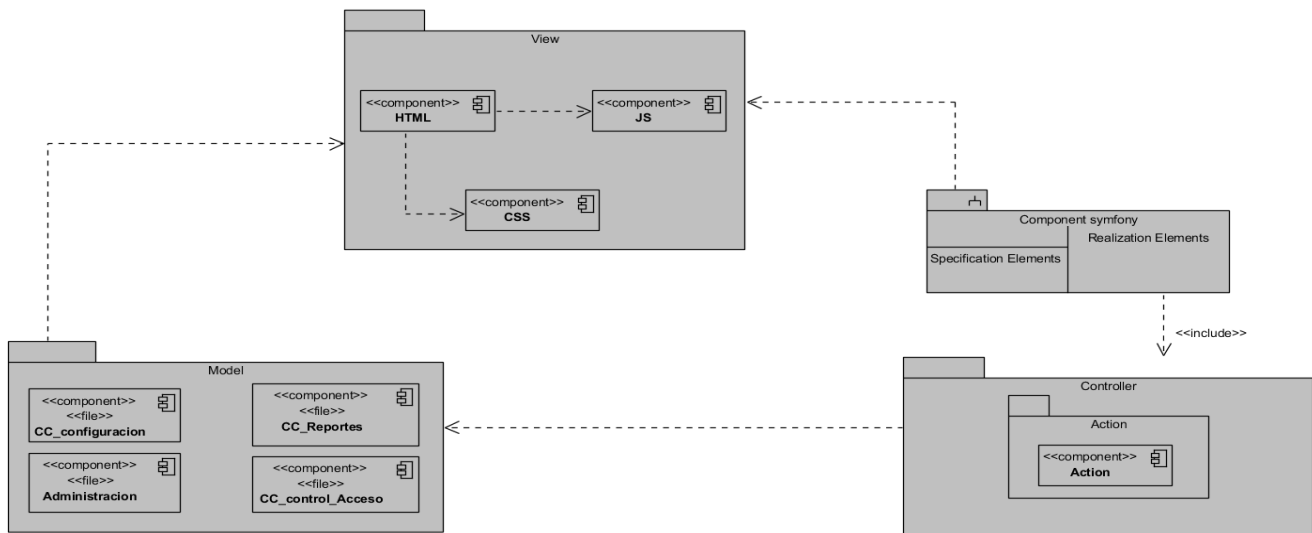 View
<<component>>
HTML
<<component>>
JS
<<component>>
CSS
Component symfony
Realization Elements
Specification Elements
<<include>>
Model
<<component>>
<<file>>
CC_configuracion
<<component>>
<<file>>
CC_Reportes
<<component>>
<<file>>
Administracion
<<component>>
<<file>>
CC_control_Acceso
Controller
Action
<<component>>
Action